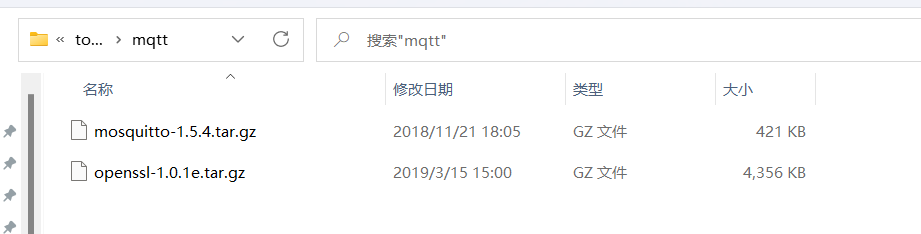 « to... › mqtt 搜索"mqtt"
名称 修改日期 类型 大小
mosquitto-1.5.4.tar.gz 2018/11/21 18:05 GZ 文件 421 KB
openssl-1.0.1e.tar.gz 2019/3/15 15:00 GZ 文件 4,356 KB